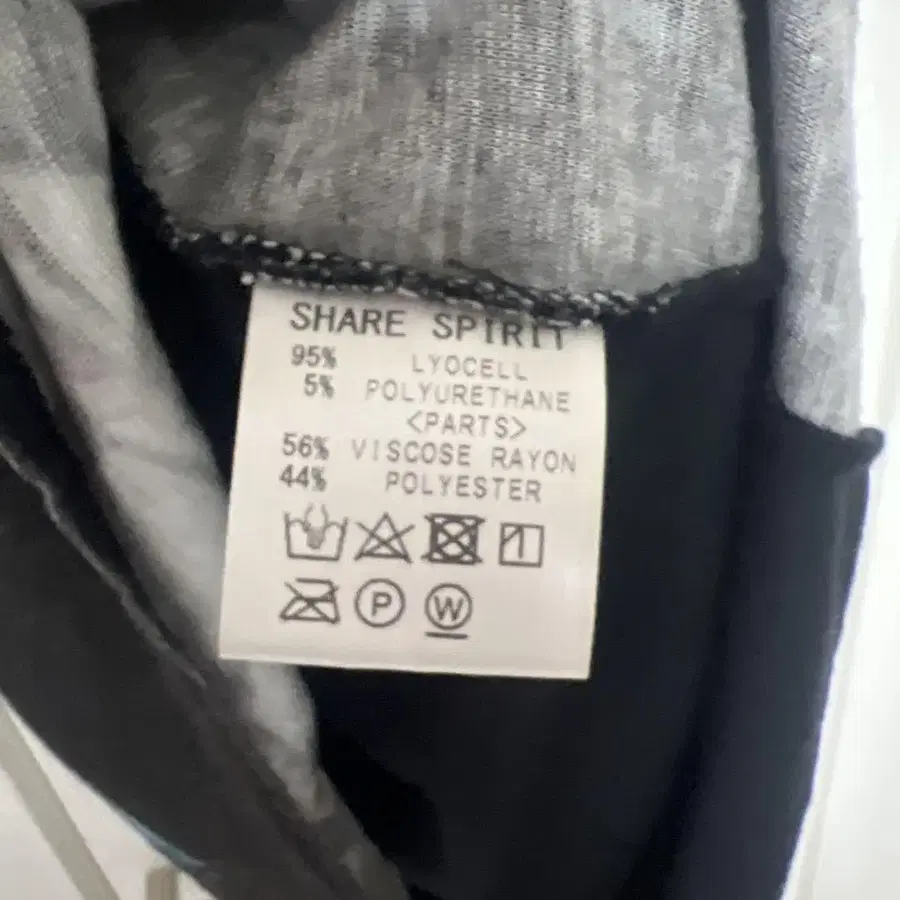 SHARE SPIRIT
95% LYOCELL
5% POLYURETHANE
<PARTS>
56% VISCOSE RAYON
44% POLYESTER
P W